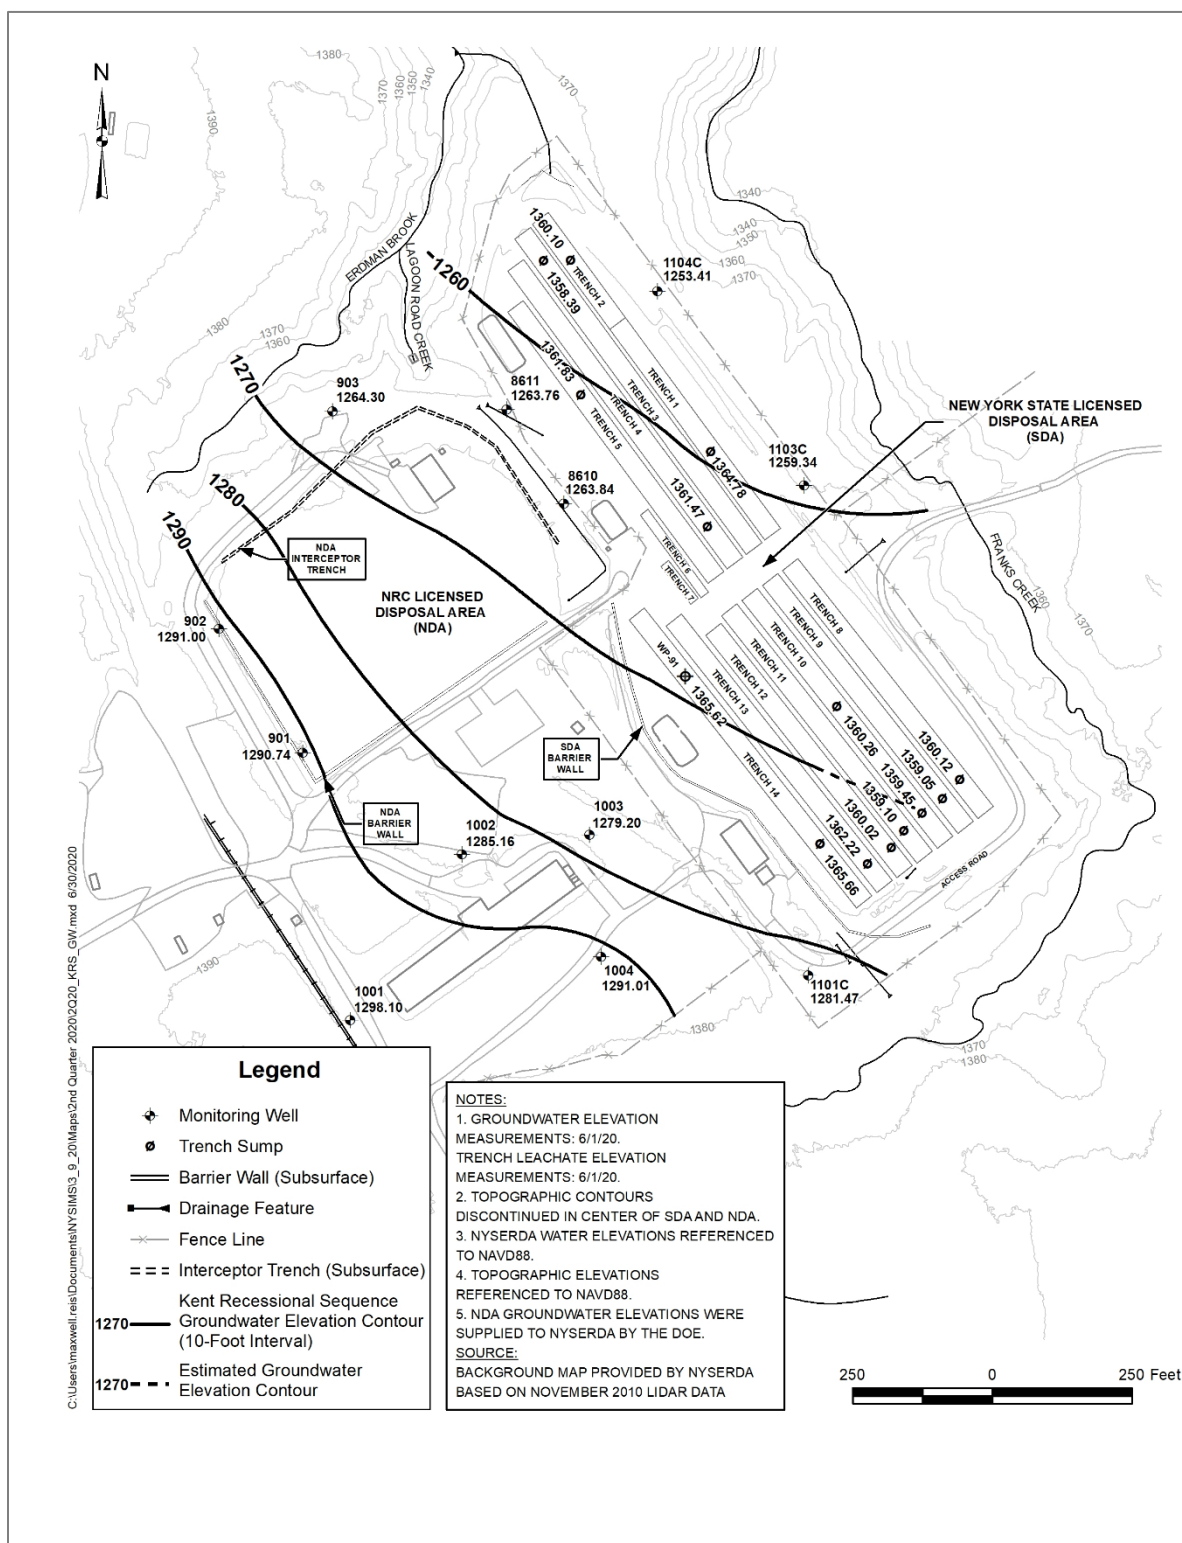 1380
1370
1360
1350
1340
1390
N
1370
1340
1340
1350
1360
1370
ERDMAN BROOK
LAGOON ROAD CREEK
1260
1360.10
TRENCH 2
1358.39
1104C
1253.41
1380
1370
1360
1270
903
1264.30
8611
1263.76
1361.83
TRENCH 1
TRENCH 3
TRENCH 4
TRENCH 5
NEW YORK STATE LICENSED
DISPOSAL AREA
(SDA)
1103C
1259.34
1364.78
8610
1263.84
1361.47
1280
1290
NDA
INTERCEPTOR
TRENCH
TRENCH 6
TRENCH 7
FRANKS CREEK
1360
1370
NRC LICENSED
DISPOSAL AREA
(NDA)
902
1291.00
TRENCH 8
TRENCH 9
TRENCH 10
TRENCH 11
TRENCH 12
TRENCH 13
TRENCH 14
WP-91
1365.62
901
1290.74
SDA
BARRIER
WALL
1360.26
1360.12
1359.05
1359.45
1359.10
1360.02
1362.22
1365.66
NDA
BARRIER
WALL
1002
1285.16
1003
1279.20
ACCESS ROAD
1390
1004
1291.01
1101C
1281.47
1001
1298.10
1380
1370
1380
C:\Users\maxwell.reis\Documents\NYSIMS\3_9_20\Maps\2nd Quarter 2020\2Q20_KRS_GW.mxd 6/30/2020
Legend
Monitoring Well
Trench Sump
Barrier Wall (Subsurface)
Drainage Feature
Fence Line
Interceptor Trench (Subsurface)
Kent Recessional Sequence
1270 Groundwater Elevation Contour
(10-Foot Interval)
Estimated Groundwater
1270 Elevation Contour
NOTES:
1. GROUNDWATER ELEVATION
MEASUREMENTS: 6/1/20.
TRENCH LEACHATE ELEVATION
MEASUREMENTS: 6/1/20.
2. TOPOGRAPHIC CONTOURS
DISCONTINUED IN CENTER OF SDA AND NDA.
3. NYSERDA WATER ELEVATIONS REFERENCED
TO NAVD88.
4. TOPOGRAPHIC ELEVATIONS
REFERENCED TO NAVD88.
5. NDA GROUNDWATER ELEVATIONS WERE
SUPPLIED TO NYSERDA BY THE DOE.
SOURCE:
BACKGROUND MAP PROVIDED BY NYSERDA
BASED ON NOVEMBER 2010 LIDAR DATA
250 0 250 Feet